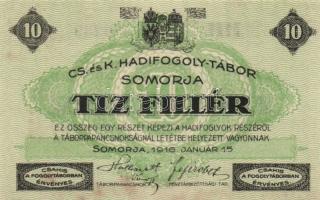 10 10
CS. és K. HADIFOGOLY-TÁBOR
SOMORJA
TIZ FILLÉR
EZ ÖSSZEG EGY RÉSZÉT KÉPEZI A HADIFOGLYOK RÉSZÉRŐL
A TÁBORPARANCSNOKSÁGNÁL LETÉTBE HELYEZETT VAGYONNAK.
SOMORJA, 1916. JANUÁR 15
CSAKIS
A FOGOLYTÁBORBAN
ÉRVÉNYES
TÁBORPARANCSNOK
CSAKIS
A FOGOLYTÁBORBAN
ÉRVÉNYES